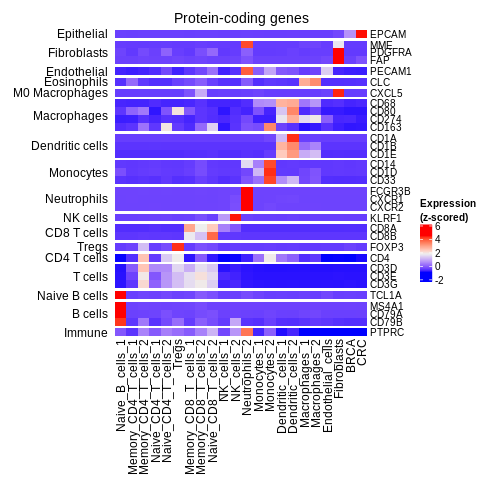 Protein-coding genes
Epithelial EPCAM
Fibroblasts MME
PDGFRA
FAP
Endothelial PECAM1
Eosinophils CLC
M0 Macrophages CXCL5
Macrophages CD68
CD80
CD274
CD163
Dendritic cells CD1A
CD1B
CD1E
Monocytes CD14
CD1D
CD33
Neutrophils FCGR3B
CXCR1
CXCR2
NK cells KLRF1
CD8 T cells CD8A
CD8B
Tregs FOXP3
CD4 T cells CD4
T cells CD3D
CD3E
CD3G
Naive B cells TCL1A
B cells MS4A1
CD79A
CD79B
Immune PTPRC
Expression
(z-scored)
6
4
2
0
-2
Naive_B_cells_1
Memory_CD4_T_cells_1
Memory_CD4_T_cells_2
Naive_CD4_T_cells_1
Naive_CD4_T_cells_2
Tregs
Memory_CD8_T_cells_1
Memory_CD8_T_cells_2
Naive_CD8_T_cells_2
NK_cells_1
NK_cells_2
Neutrophils_2
Monocytes_1
Monocytes_2
Dendritic_cells_1
Dendritic_cells_2
Macrophages_1
Macrophages_2
Endothelial_cells
Fibroblasts
BRCA
CRC